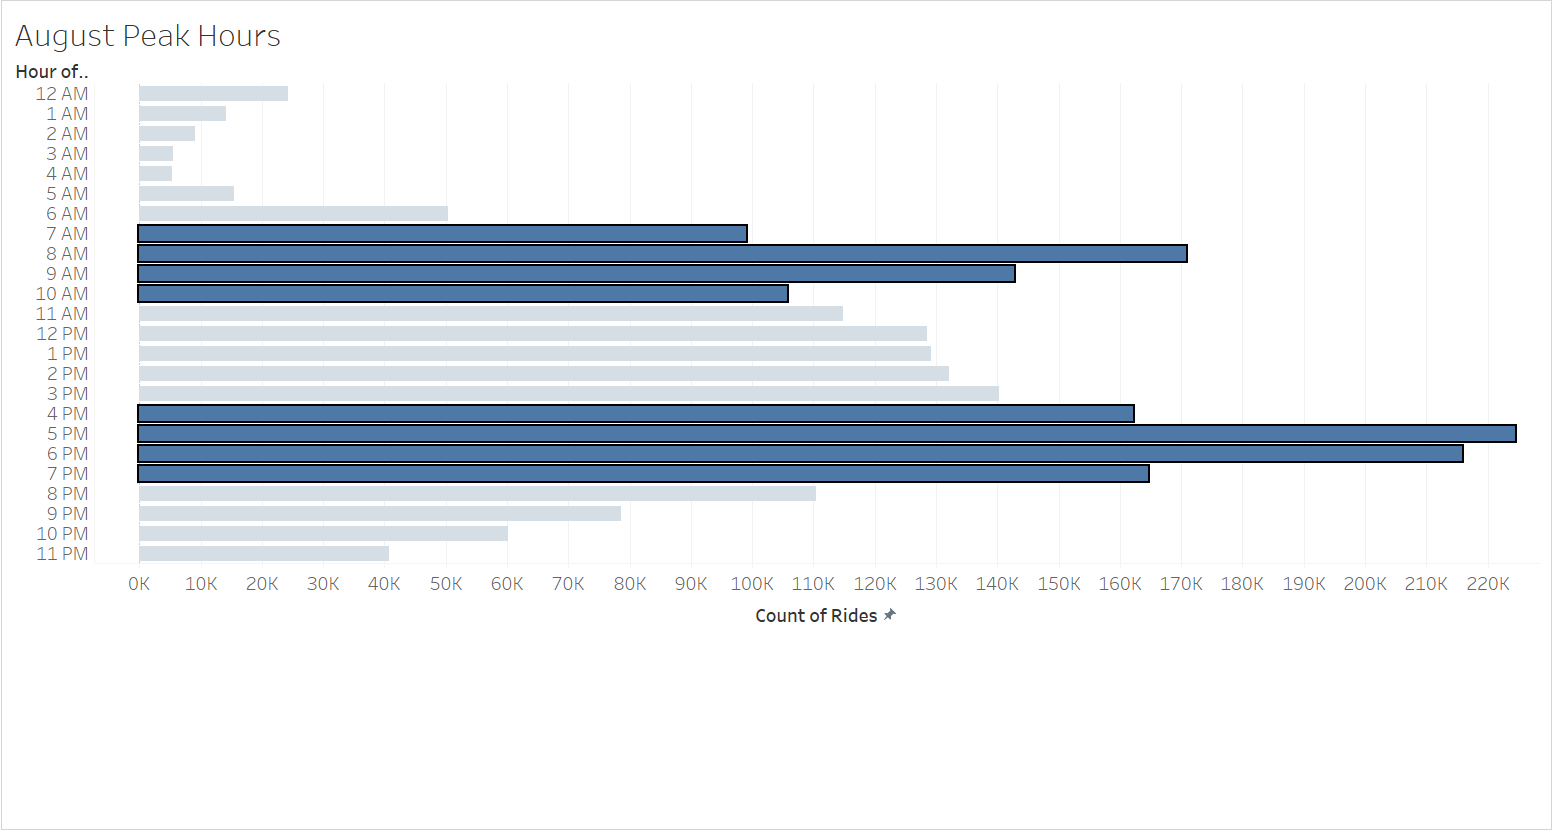 August Peak Hours
Hour of..
12 AM
1 AM
2 AM
3 AM
4 AM
5 AM
6 AM
7 AM
8 AM
9 AM
10 AM
11 AM
12 PM
1 PM
2 PM
3 PM
4 PM
5 PM
6 PM
7 PM
8 PM
9 PM
10 PM
11 PM
0K 10K 20K 30K 40K 50K 60K 70K 80K 90K 100K 110K 120K 130K 140K 150K 160K 170K 180K 190K 200K 210K 220K
Count of Rides